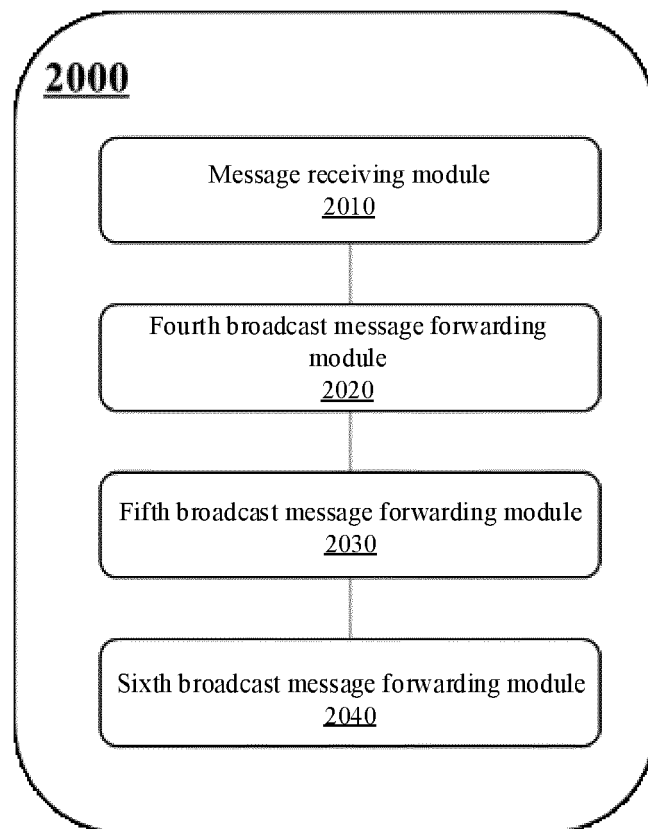 2000
Message receiving module
2010
Fourth broadcast message forwarding
module
2020
Fifth broadcast message forwarding module
2030
Sixth broadcast message forwarding module
2040